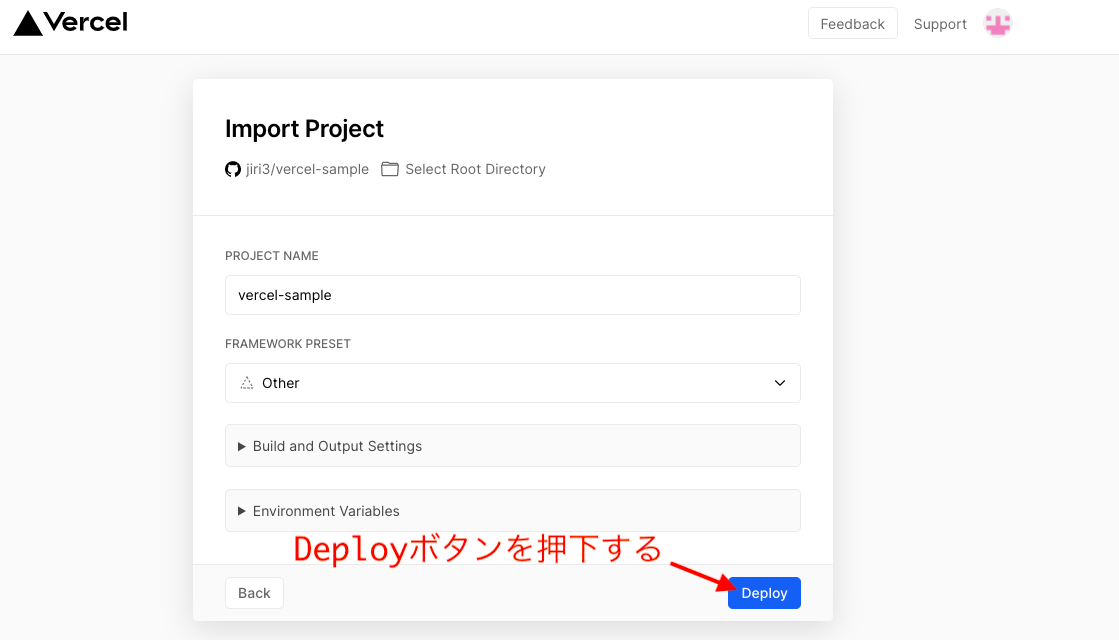 Vercel
Feedback
Support
Import Project
jiri3/vercel-sample
Select Root Directory
PROJECT NAME
vercel-sample
FRAMEWORK PRESET
Other
Build and Output Settings
Environment Variables
Deployボタンを押下する
Back
Deploy